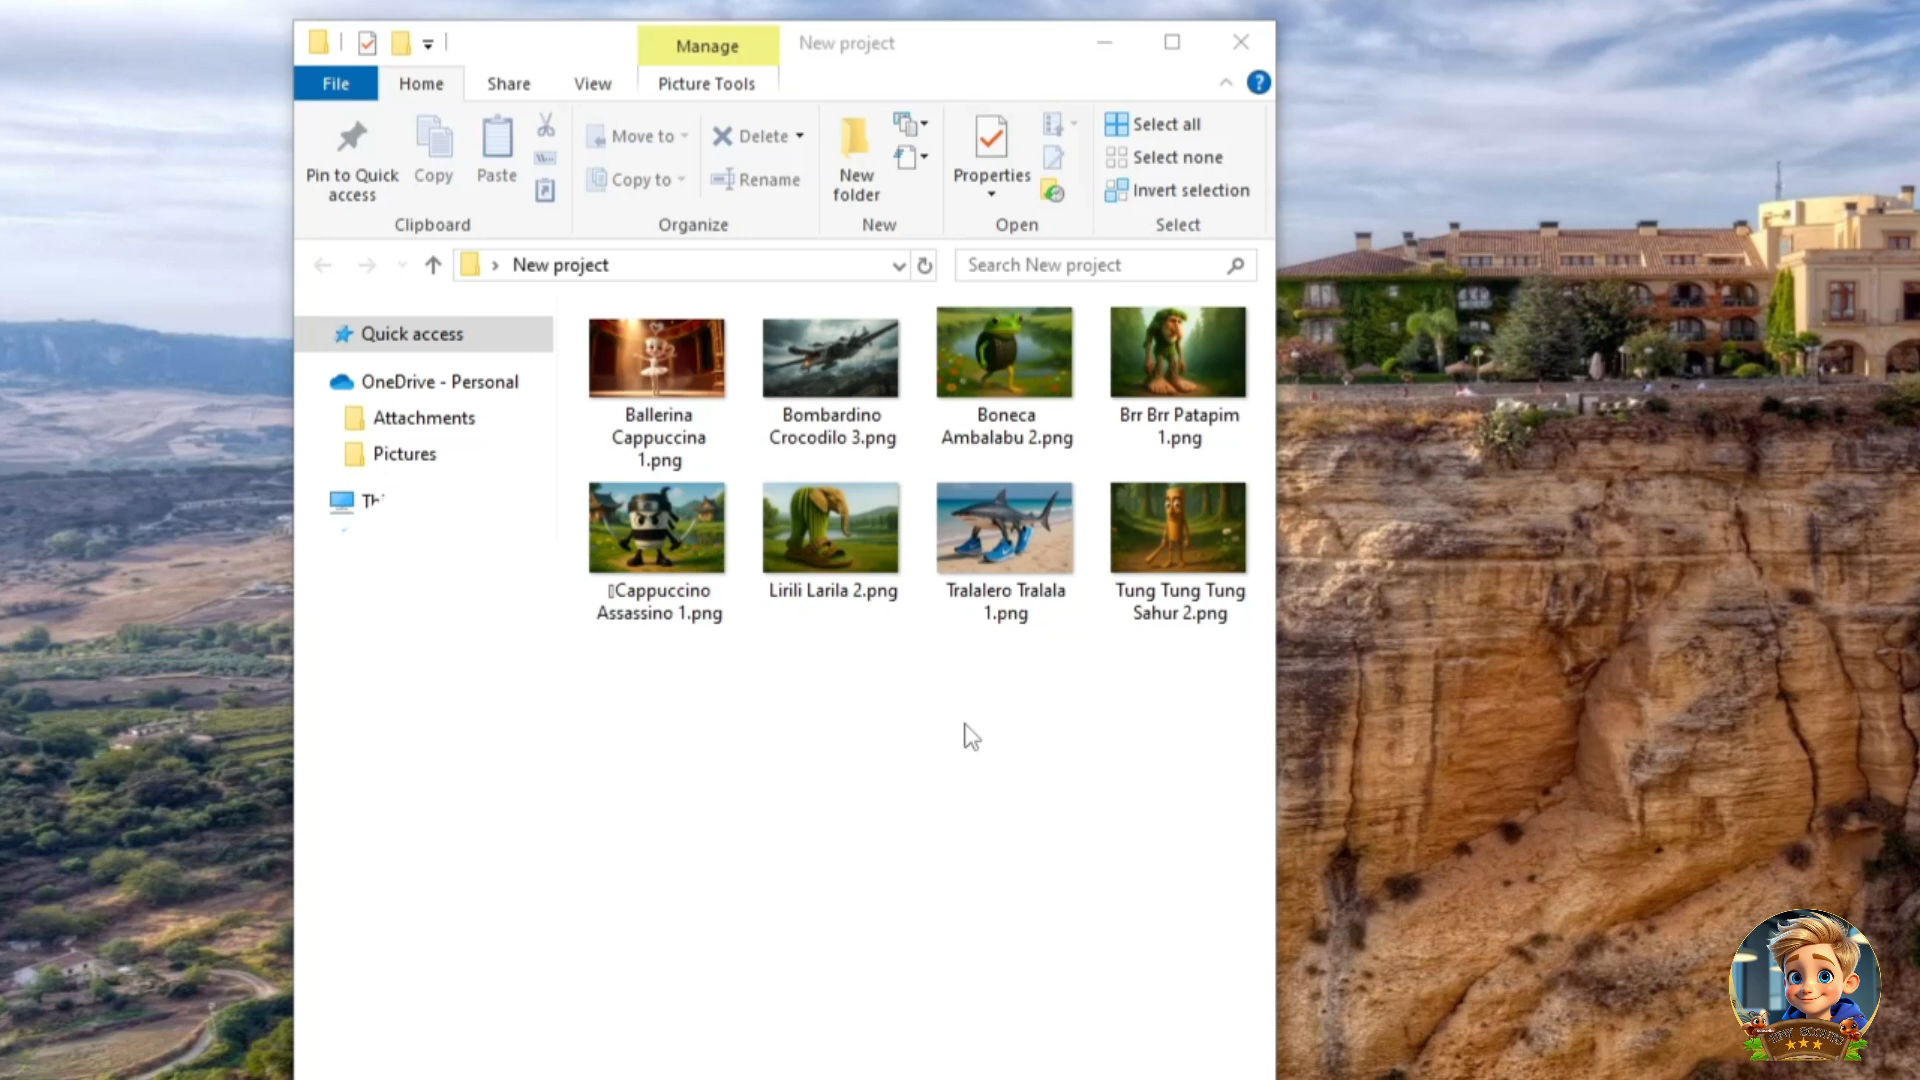 Manage
New project
File
Home
Share
View
Picture Tools
Pin to Quick
access
Copy
Paste
Move to
Copy to
Delete
Rename
New
folder
Properties
Select all
Select none
Invert selection
Clipboard
Organize
New
Open
Select
New project
Search New project
Quick access
OneDrive - Personal
Attachments
Pictures
Ballerina
Cappuccina
1.png
Bombardino
Crocodilo 3.png
Boneca
Ambalabu 2.png
Brr Brr Patapim
1.png
Cappuccino
Assassino 1.png
Lirili Larila 2.png
Tralalero Tralala
1.png
Tung Tung Tung
Sahur 2.png